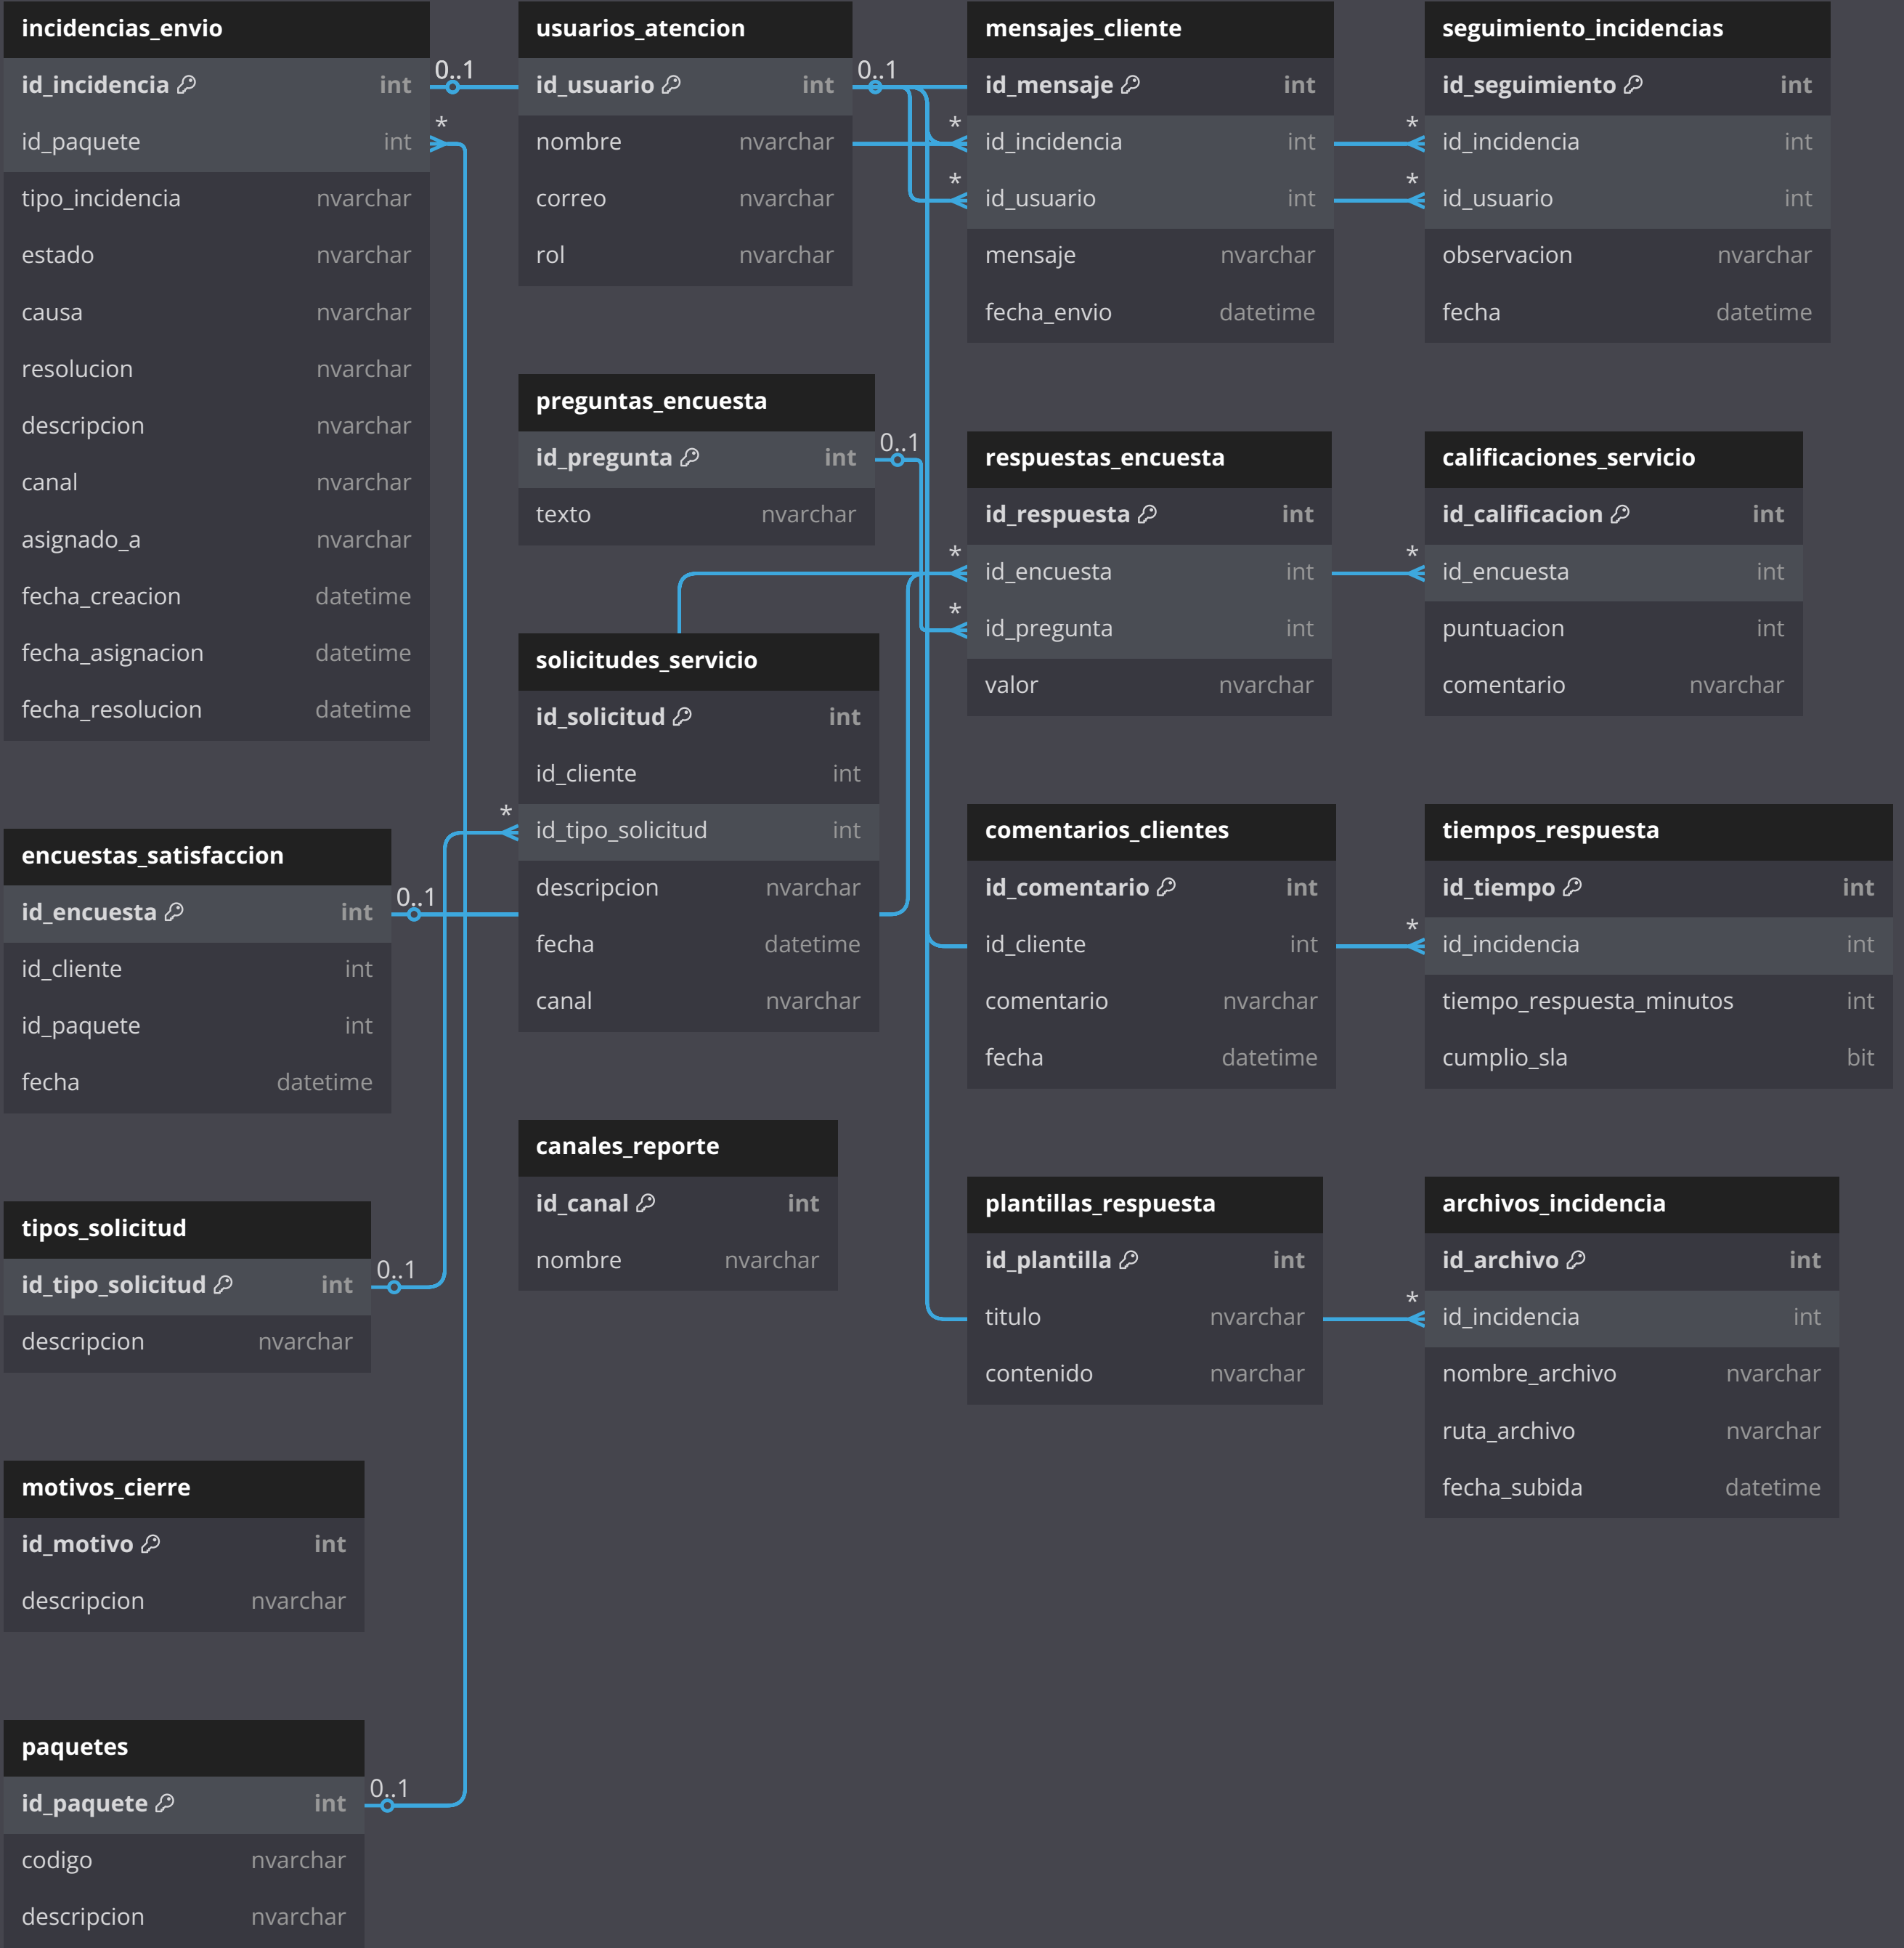 incidencias_envio
id_incidencia int
id_paquete int
tipo_incidencia nvarchar
estado nvarchar
causa nvarchar
resolucion nvarchar
descripcion nvarchar
canal nvarchar
asignado_a nvarchar
fecha_creacion datetime
fecha_asignacion datetime
fecha_resolucion datetime
0..1
*
encuestas_satisfaccion
id_encuesta int
id_cliente int
id_paquete int
fecha datetime
0..1
tipos_solicitud
id_tipo_solicitud int
descripcion nvarchar
0..1
motivos_cierre
id_motivo int
descripcion nvarchar
paquetes
id_paquete int
codigo nvarchar
descripcion nvarchar
0..1
usuarios_atencion
id_usuario int
nombre nvarchar
correo nvarchar
rol nvarchar
0..1
preguntas_encuesta
id_pregunta int
texto nvarchar
0..1
solicitudes_servicio
id_solicitud int
id_cliente int
*
id_tipo_solicitud int
descripcion nvarchar
fecha datetime
canal nvarchar
canales_reporte
id_canal int
nombre nvarchar
mensajes_cliente
id_mensaje int
*
id_incidencia int
*
id_usuario int
mensaje nvarchar
fecha_envio datetime
respuestas_encuesta
id_respuesta int
*
id_encuesta int
*
id_pregunta int
valor nvarchar
comentarios_clientes
id_comentario int
id_cliente int
comentario nvarchar
fecha datetime
plantillas_respuesta
id_plantilla int
titulo nvarchar
contenido nvarchar
seguimiento_incidencias
id_seguimiento int
*
id_incidencia int
*
id_usuario int
observacion nvarchar
fecha datetime
calificaciones_servicio
id_calificacion int
*
id_encuesta int
puntuacion int
comentario nvarchar
tiempos_respuesta
id_tiempo int
*
id_incidencia int
tiempo_respuesta_minutos int
cumplio_sla bit
archivos_incidencia
id_archivo int
*
id_incidencia int
nombre_archivo nvarchar
ruta_archivo nvarchar
fecha_subida datetime